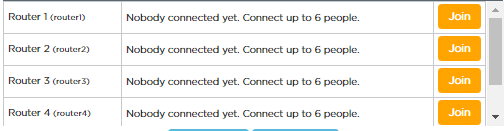 Router 1 (router1) Nobody connected yet. Connect up to 6 people. Join
Router 2 (router2) Nobody connected yet. Connect up to 6 people. Join
Router 3 (router3) Nobody connected yet. Connect up to 6 people. Join
Router 4 (router4) Nobody connected yet. Connect up to 6 people. Join